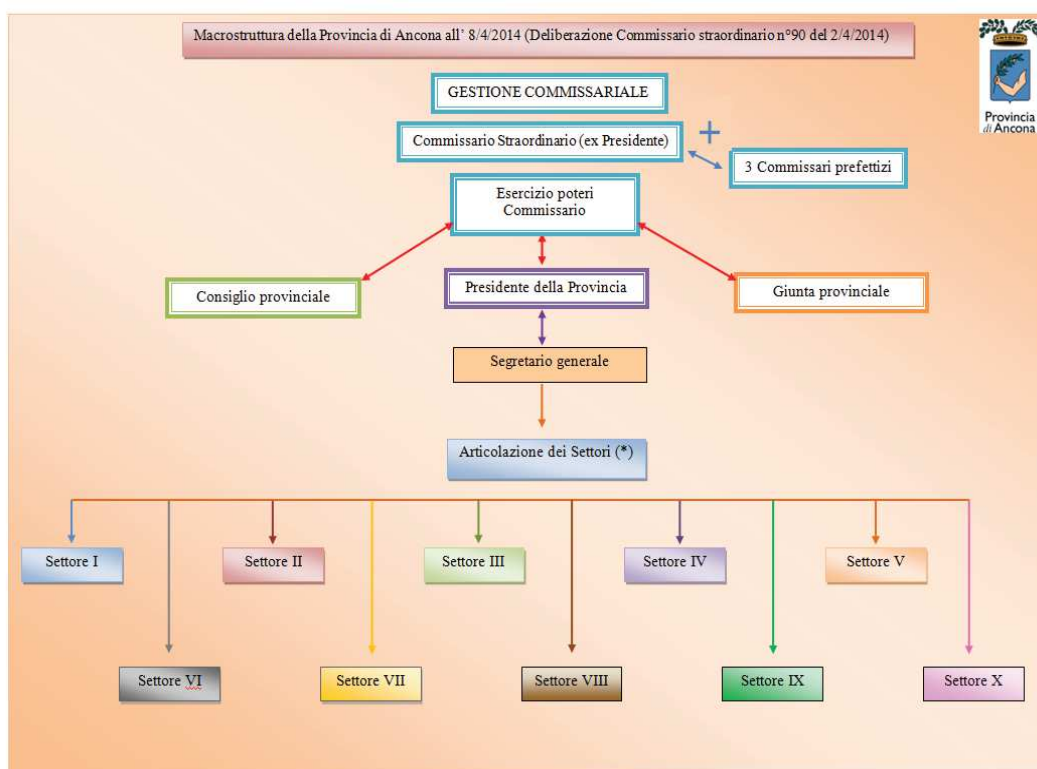 Macrostruttura della Provincia di Ancona all' 8/4/2014 (Deliberazione Commissario straordinario n°90 del 2/4/2014)
Provincia
di Ancona
GESTIONE COMMISSARIALE
Commissario Straordinario (ex Presidente)
+
3 Commissari prefettizi
Esercizio poteri
Commissario
Consiglio provinciale
Presidente della Provincia
Giunta provinciale
Segretario generale
Articolazione dei Settori (*)
Settore I
Settore II
Settore III
Settore IV
Settore V
Settore VI
Settore VII
Settore VIII
Settore IX
Settore X